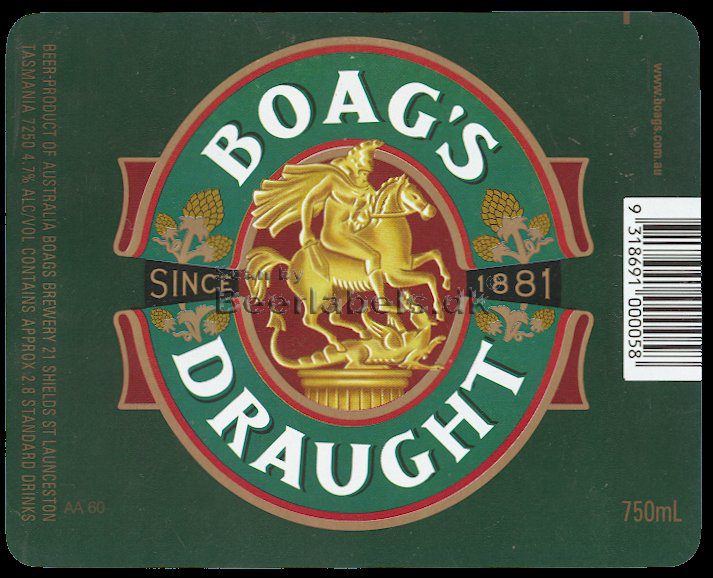 BOAG'S
SINCE 1881
DRAUGHT
BEER-PRODUCT OF AUSTRALIA BOAGS BREWERY 21 SHIELDS ST LAUNCESTON
TASMANIA 7250 4.7% ALC/VOL CONTAINS APPROX 2.8 STANDARD DRINKS
AA 60
www.boags.com.au
9 318691 000058
750mL
Beerlabels.dk